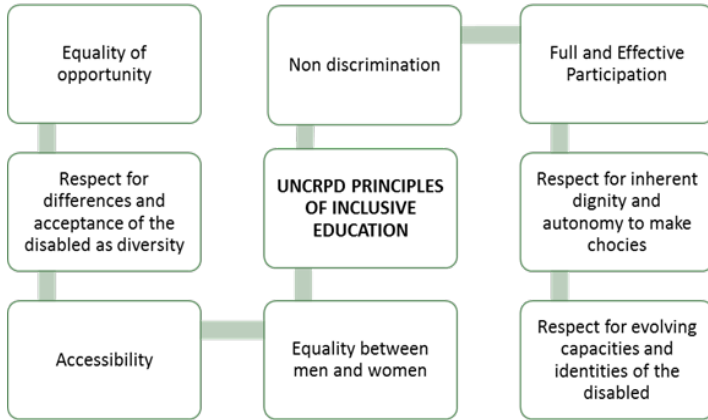 Equality of
opportunity
Respect for
differences and
acceptance of the
disabled as diversity
Accessibility
Equality between
men and women
UNCRPD PRINCIPLES
OF INCLUSIVE
EDUCATION
Non discrimination
Full and Effective
Participation
Respect for inherent
dignity and
autonomy to make
chocies
Respect for evolving
capacities and
identities of the
disabled